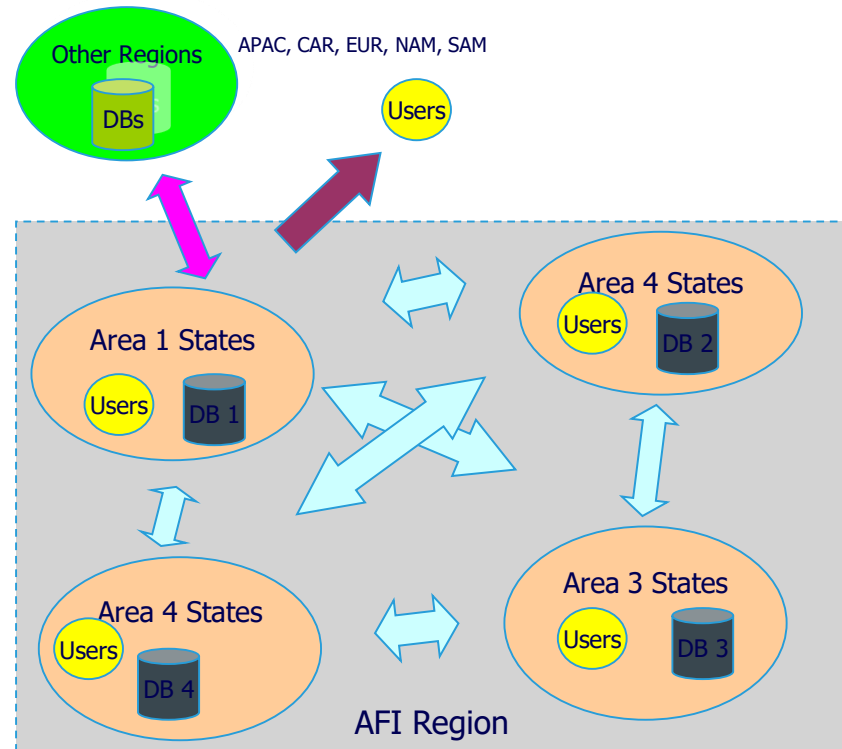 Other Regions
APAC, CAR, EUR, NAM, SAM
DBs
Users
Area 4 States
Users
DB 2
Area 1 States
Users
DB 1
Area 3 States
Users
DB 3
Area 4 States
Users
DB 4
AFI Region